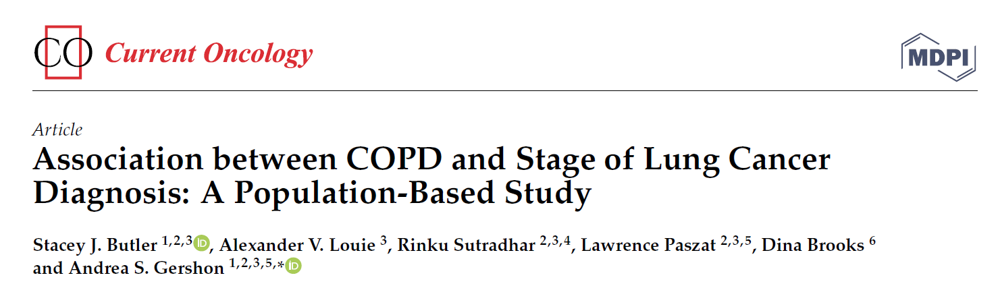 CO Current Oncology
MDPI
Article
Association between COPD and Stage of Lung Cancer
Diagnosis: A Population-Based Study
Stacey J. Butler 1,2,3 iD, Alexander V. Louie 3, Rinku Sutradhar 2,3,4, Lawrence Paszat 2,3,5, Dina Brooks 6
and Andrea S. Gershon 1,2,3,5,* iD